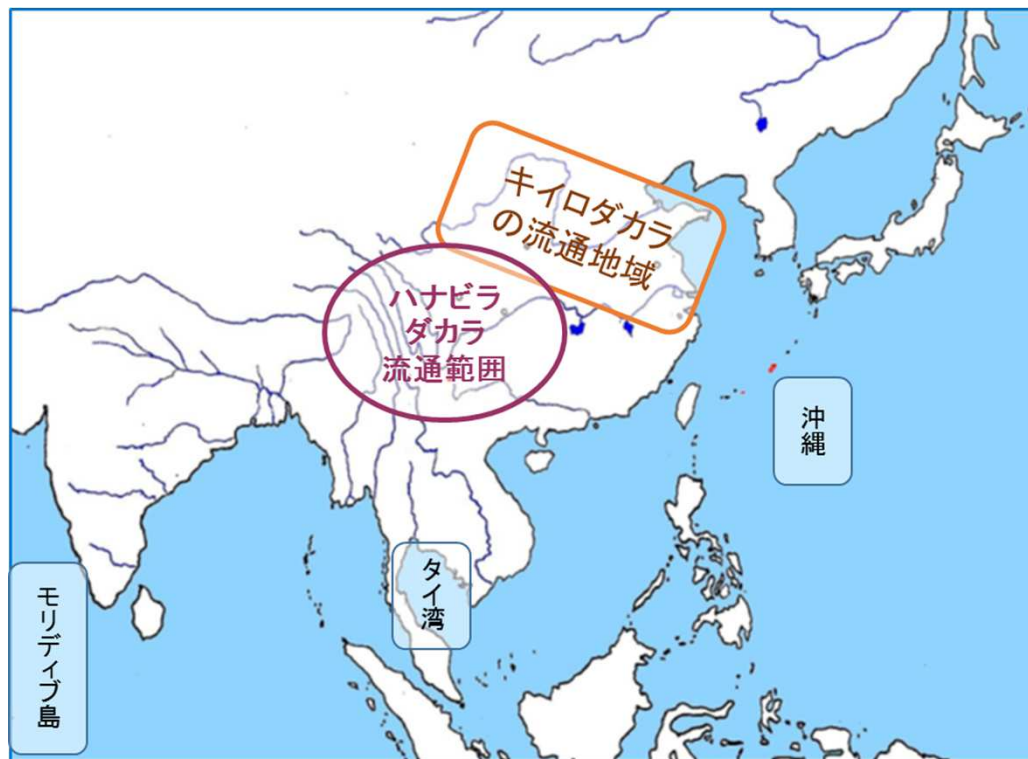 キイロダカラ
の流通地域
ハナビラ
ダカラ
流通範囲
沖縄
タイ湾
モリディブ島